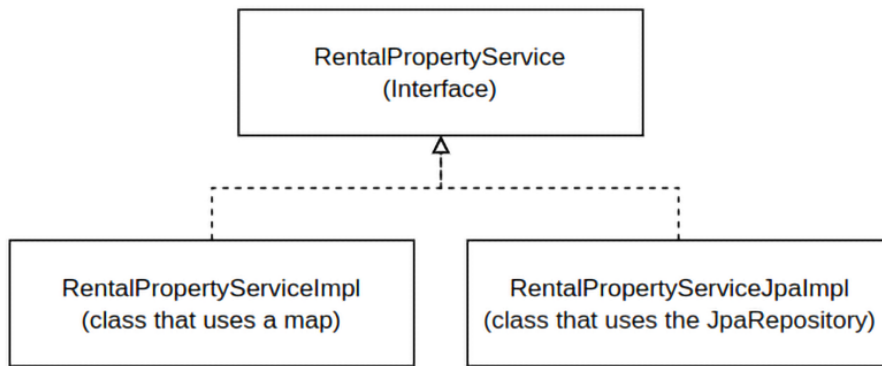 RentalPropertyService
(Interface)
RentalPropertyServiceImpl
(class that uses a map)
RentalPropertyServiceJpaImpl
(class that uses the JpaRepository)